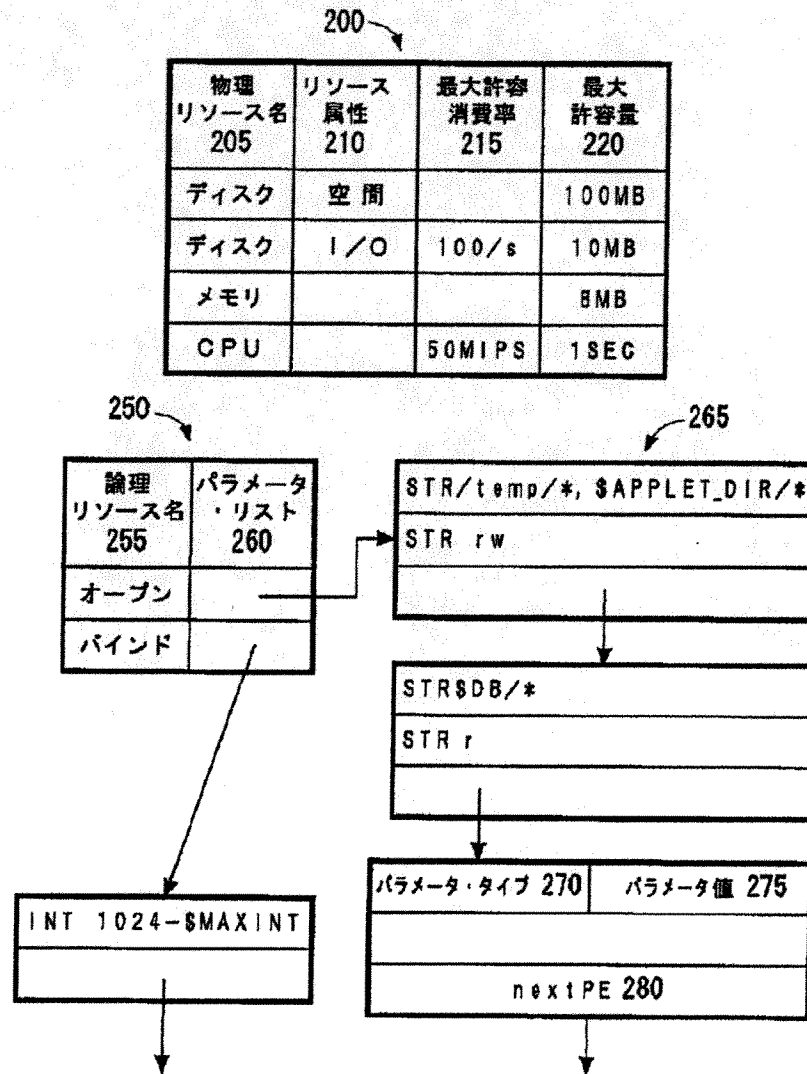 200
物理 リソース 最大許容 最大
リソース名 属性 消費率 許容量
205 210 215 220
ディスク 空間 100MB
ディスク I/O 100/s 10MB
メモリ 8MB
CPU 50MIPS 1SEC
250
265
論理 パラメータ
リソース名 ・リスト
255 260
オープン
バインド
STR/temp/*, $APPLET_DIR/*
STR rw
STR$DB/*
STR r
INT 1024-$MAXINT
パラメータ・タイプ 270 パラメータ値 275
nextPE 280